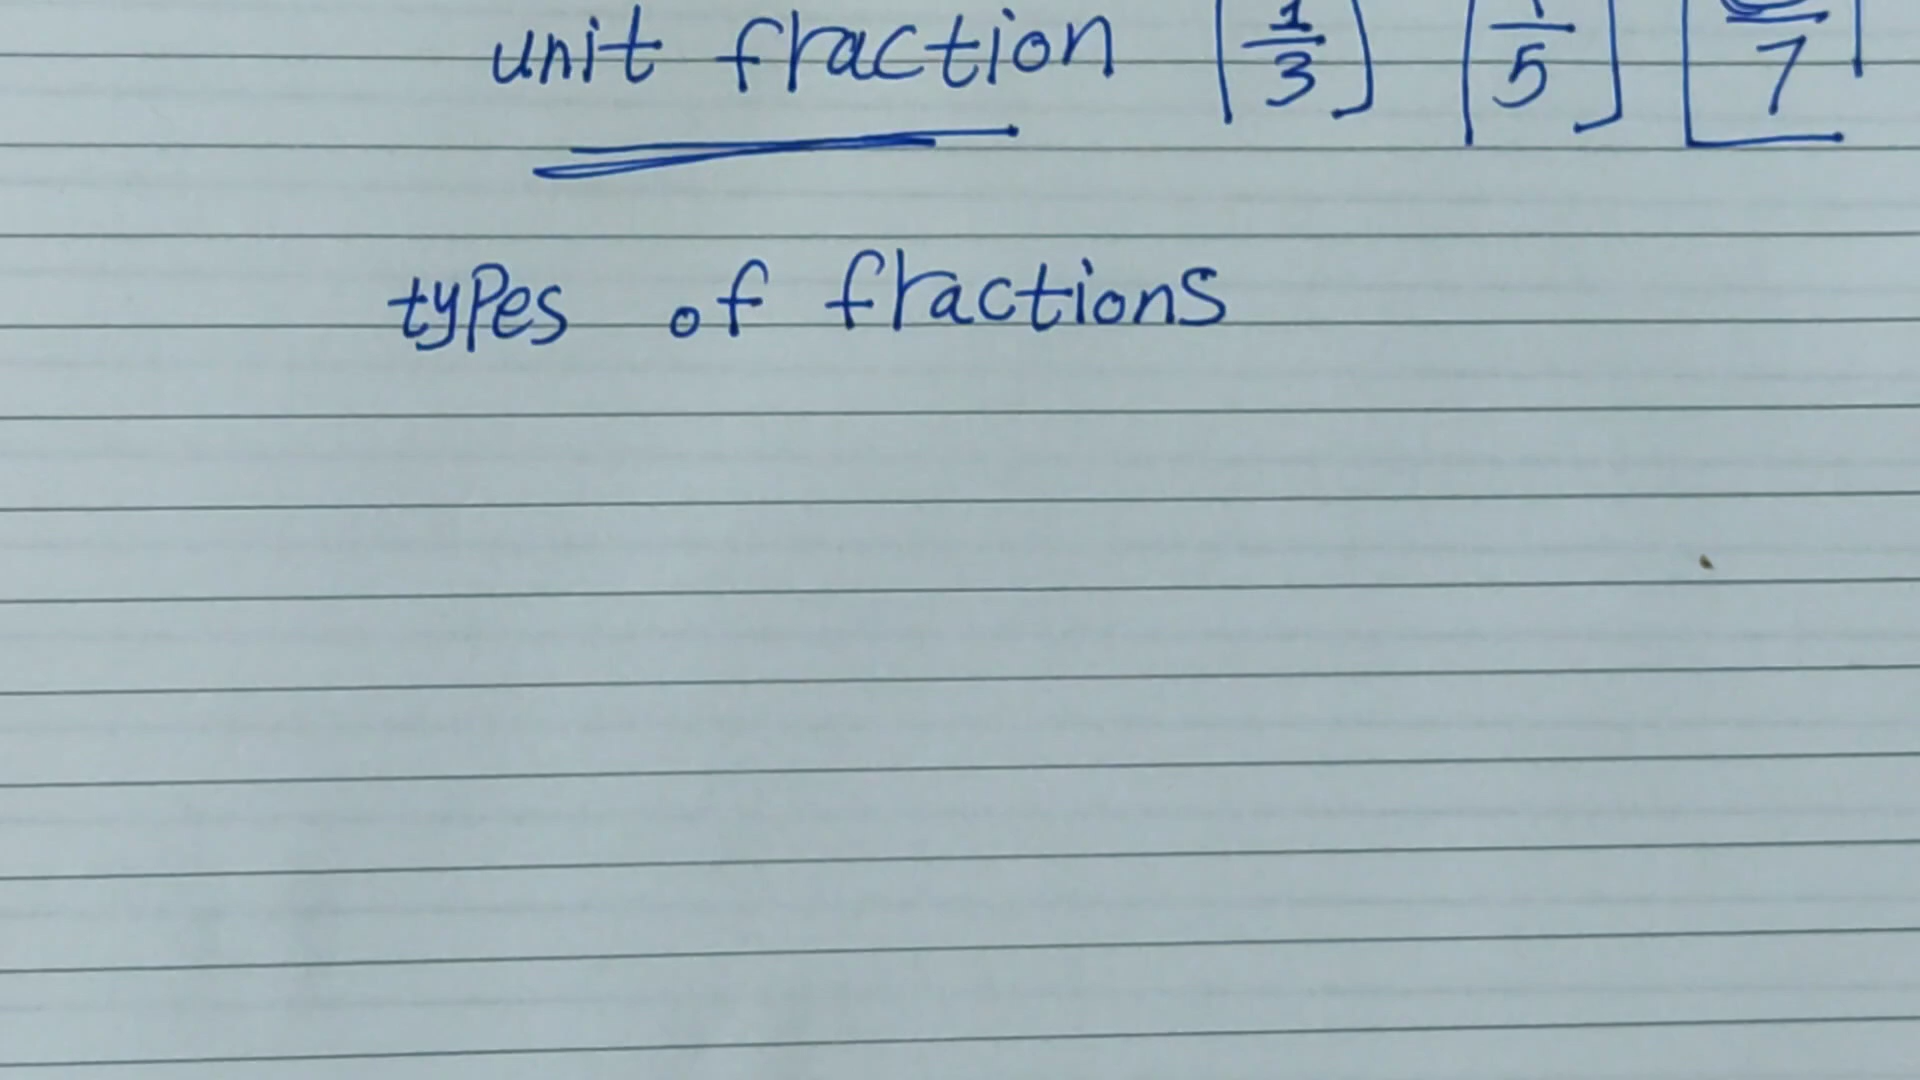 unit fraction 1/3 1/5 /7
types of fractions